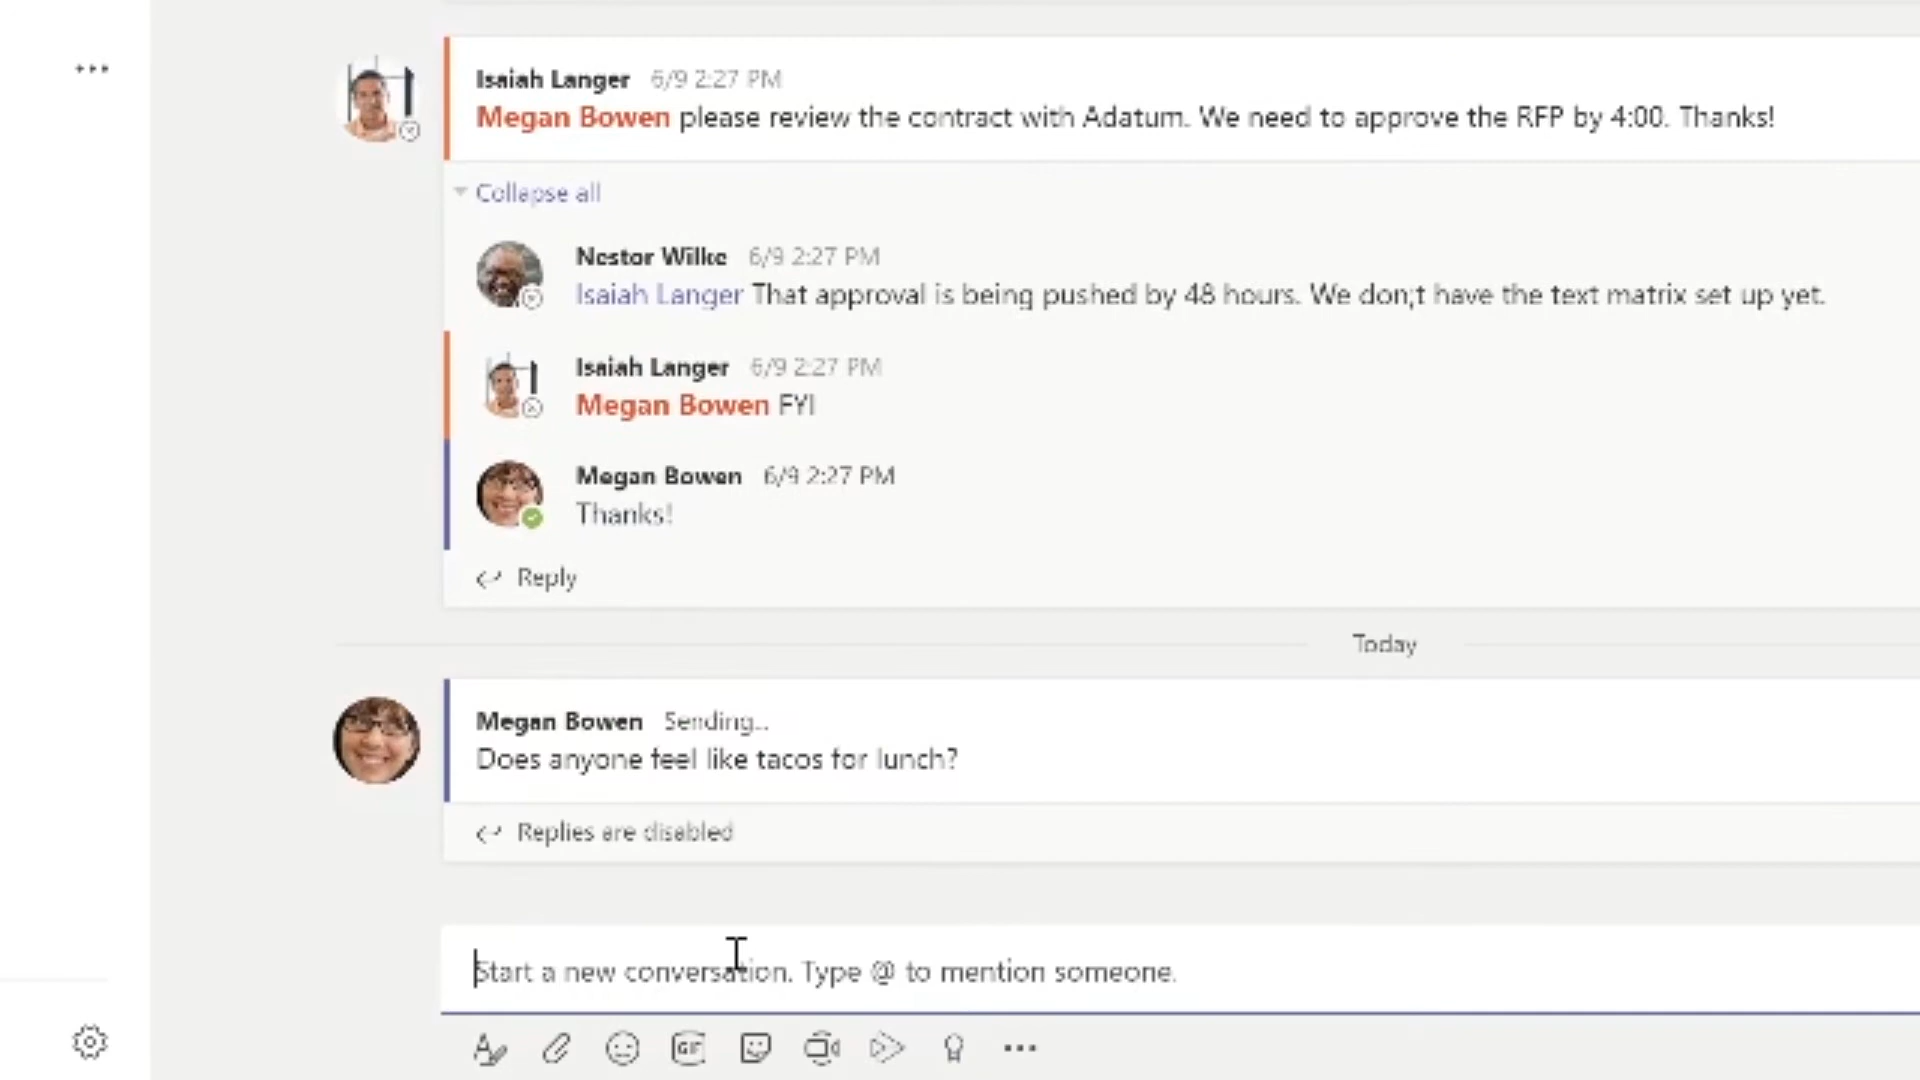 Isaiah Langer 6/9 2:27 PM
Megan Bowen please review the contract with Adatum. We need to approve the RFP by 4:00. Thanks!
Collapse all
Nestor Wilke 6/9 2:27 PM
Isaiah Langer That approval is being pushed by 48 hours. We don;t have the text matrix set up yet.
Isaiah Langer 6/9 2:27 PM
Megan Bowen FYI
Megan Bowen 6/9 2:27 PM
Thanks!
Reply
Today
Megan Bowen Sending...
Does anyone feel like tacos for lunch?
Replies are disabled
Start a new conversation. Type @ to mention someone.
GIF